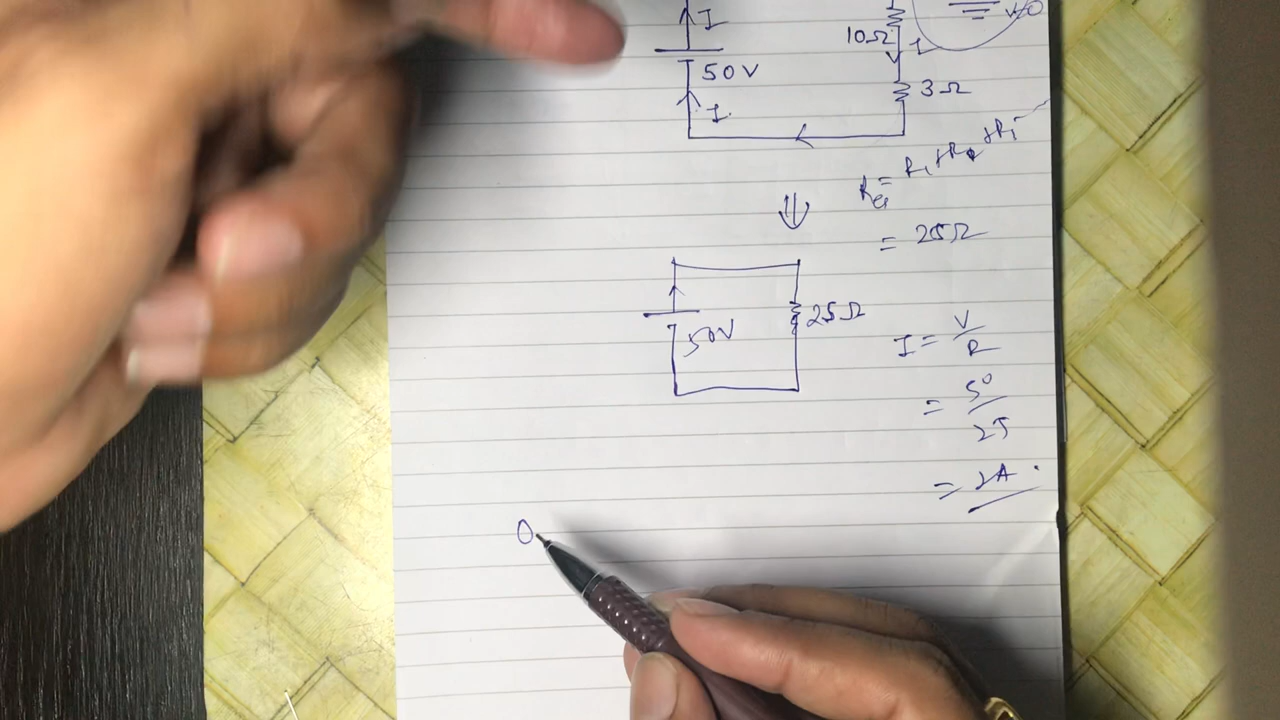 I
10Ω I V=0
50V
3Ω
I
Req = R1 + R2 + R3
= 25Ω
50V 25Ω
I = V/R
= 50/25
= 2A
O